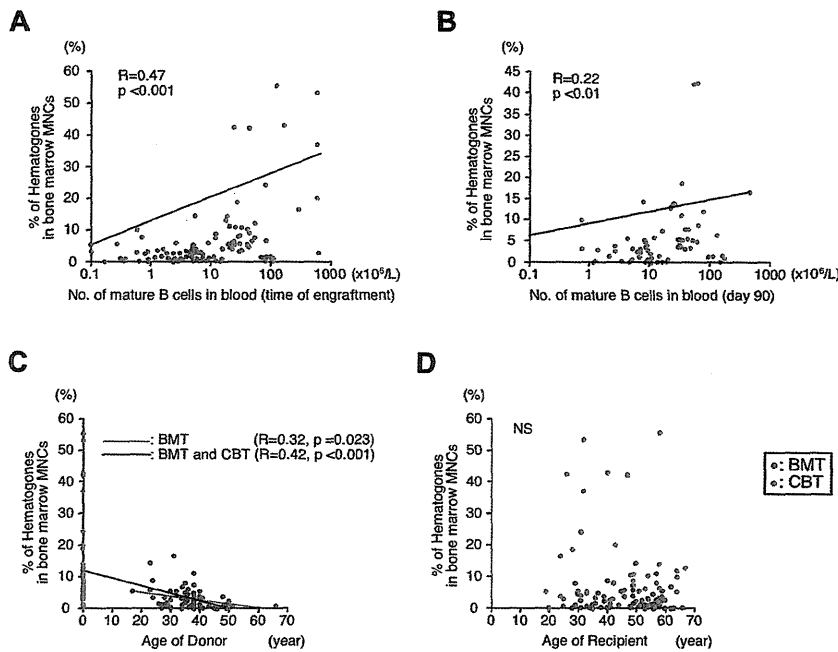 A
(%)
R=0.47
p <0.001
% of Hematogones
in bone marrow MNCs
60
50
40
30
20
10
0
0.1 1 10 100 1000 (x10⁶/L)
No. of mature B cells in blood (time of engraftment)
B
(%)
R=0.22
p <0.01
% of Hematogones
in bone marrow MNCs
45
40
35
30
25
20
15
10
5
0
0.1 1 10 100 1000 (x10⁶/L)
No. of mature B cells in blood (day 90)
C
(%)
: BMT (R=0.32, p =0.023)
: BMT and CBT (R=0.42, p <0.001)
% of Hematogones
in bone marrow MNCs
60
50
40
30
20
10
0
0 10 20 30 40 50 60 70
Age of Donor (year)
D
(%)
NS
% of Hematogones
in bone marrow MNCs
60
50
40
30
20
10
0
0 10 20 30 40 50 60 70
Age of Recipient (year)
: BMT
: CBT